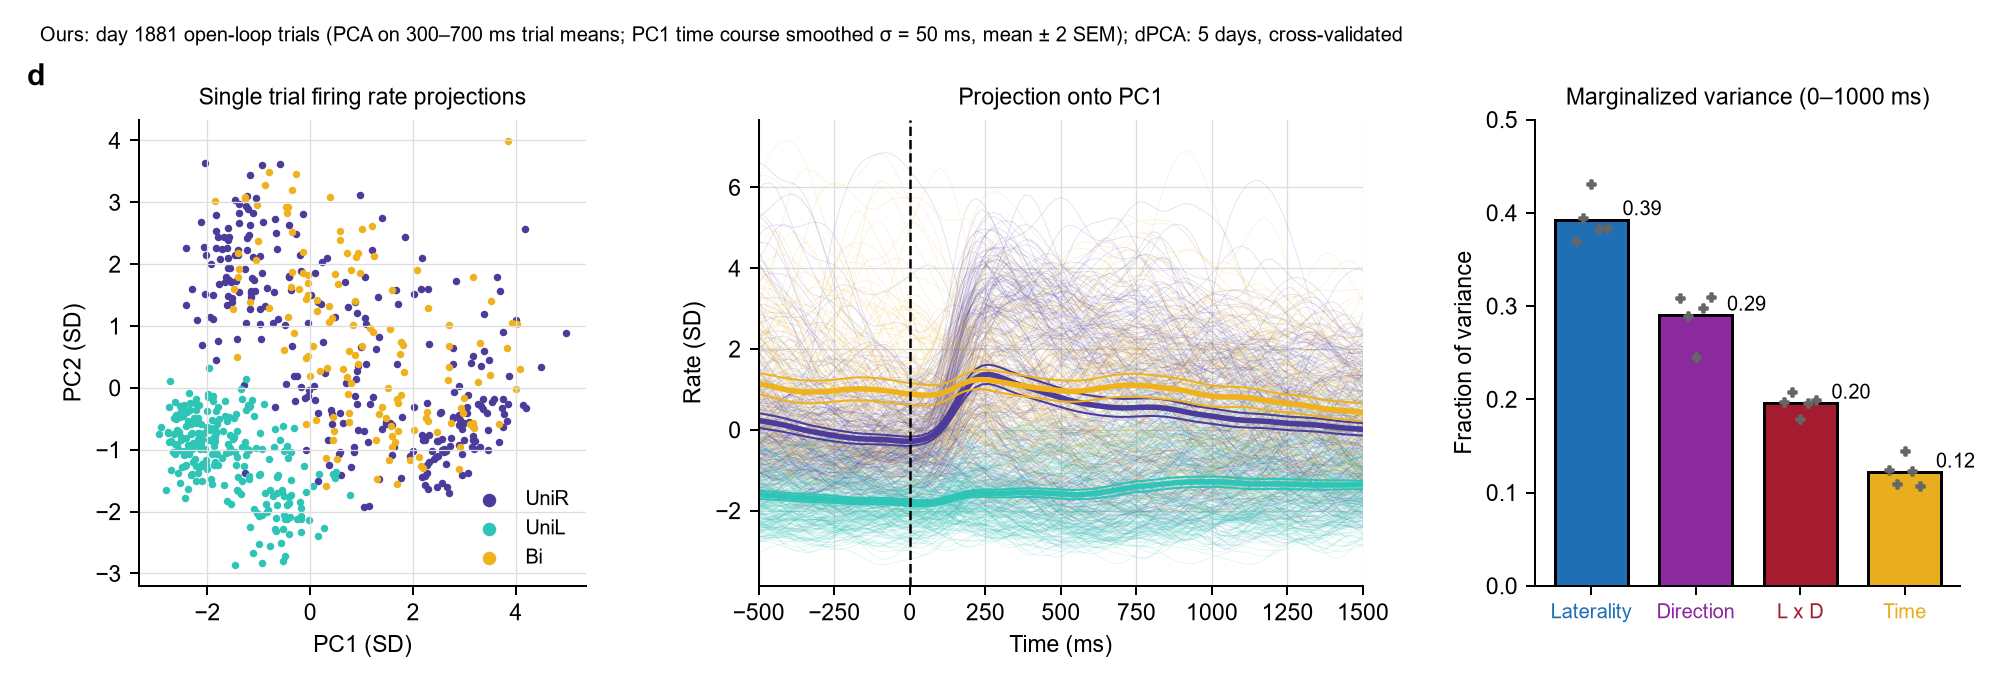 Ours: day 1881 open-loop trials (PCA on 300–700 ms trial means; PC1 time course smoothed σ = 50 ms, mean ± 2 SEM); dPCA: 5 days, cross-validated
d
Single trial firing rate projections
4
3
2
1
0
−1
−2
−3
PC2 (SD)
−2
0
2
4
PC1 (SD)
UniR
UniL
Bi
Projection onto PC1
6
4
2
0
−2
Rate (SD)
−500
−250
0
250
500
750
1000
1250
1500
Time (ms)
Marginalized variance (0–1000 ms)
0.5
0.4
0.3
0.2
0.1
0.0
Fraction of variance
0.39
0.29
0.20
0.12
Laterality
Direction
L x D
Time